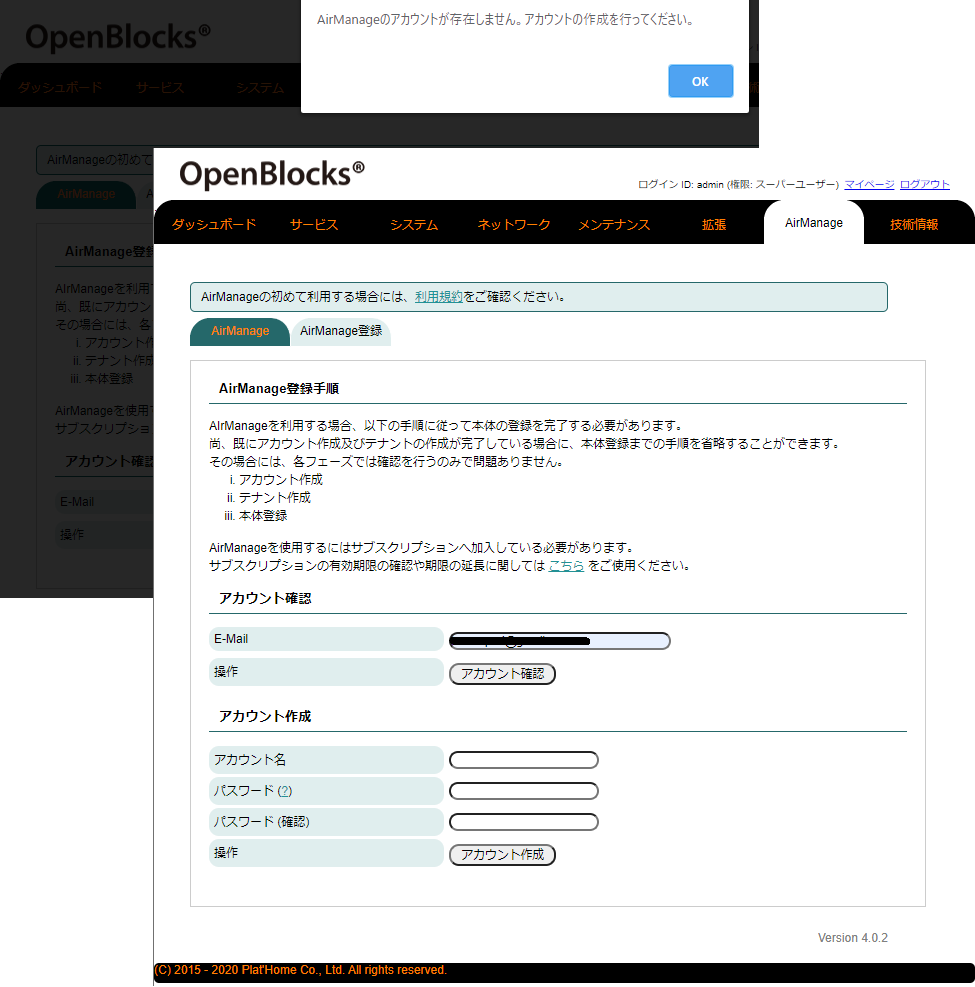 AirManageのアカウントが存在しません。アカウントの作成を行ってください。
OK
OpenBlocks®
ダッシュボード サービス システム
AirManageの初めて
AirManage A
AirManage登録
AirManageを利用
尚、既にアカウン
その場合には、各
i. アカウント作
ii. テナント作成
iii. 本体登録
AirManageを使用
サブスクリプショ
アカウント確認
E-Mail
操作
OpenBlocks®
ログイン ID: admin (権限: スーパーユーザー) マイページ ログアウト
ダッシュボード サービス システム ネットワーク メンテナンス 拡張 AirManage 技術情報
AirManageの初めて利用する場合には、利用規約をご確認ください。
AirManage AirManage登録
AirManage登録手順
AirManageを利用する場合、以下の手順に従って本体の登録を完了する必要があります。
尚、既にアカウント作成及びテナントの作成が完了している場合に、本体登録までの手順を省略することができます。
その場合には、各フェーズでは確認を行うのみで問題ありません。
i. アカウント作成
ii. テナント作成
iii. 本体登録
AirManageを使用するにはサブスクリプションへ加入している必要があります。
サブスクリプションの有効期限の確認や期限の延長に関しては こちら をご使用ください。
アカウント確認
E-Mail
操作 アカウント確認
アカウント作成
アカウント名
パスワード (?)
パスワード (確認)
操作 アカウント作成
Version 4.0.2
(C) 2015 - 2020 Plat'Home Co., Ltd. All rights reserved.